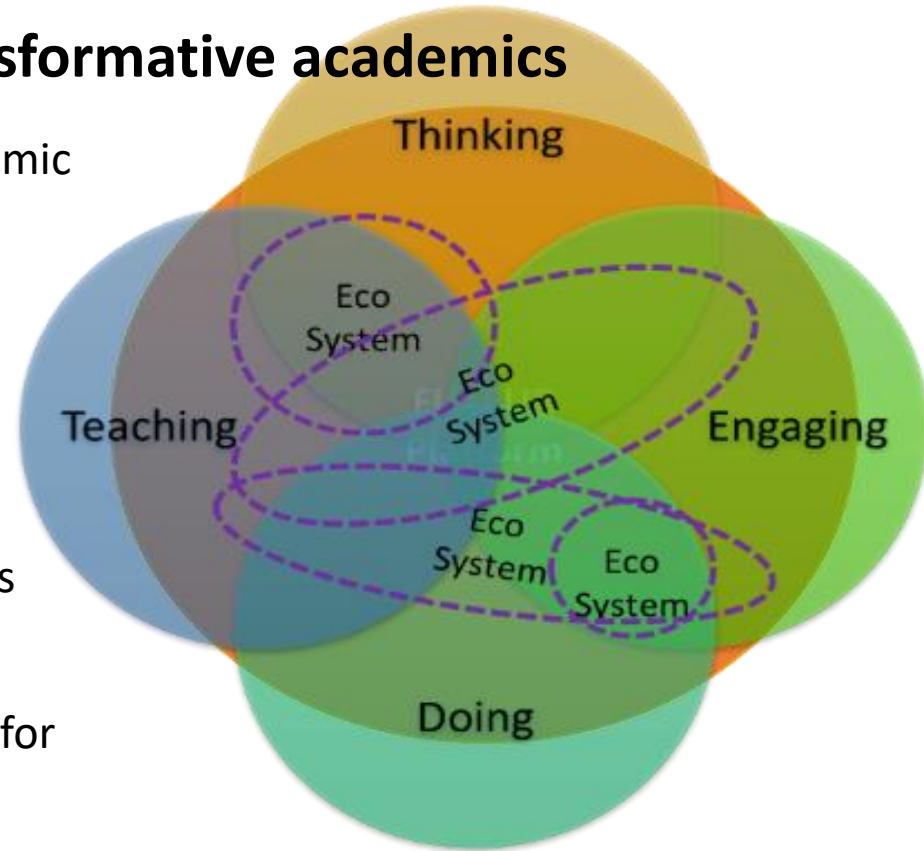 sformative academics
Thinking
mic
Eco
System
Eco
System
Teaching
Engaging
Eco
System
Eco
System
s
Doing
for